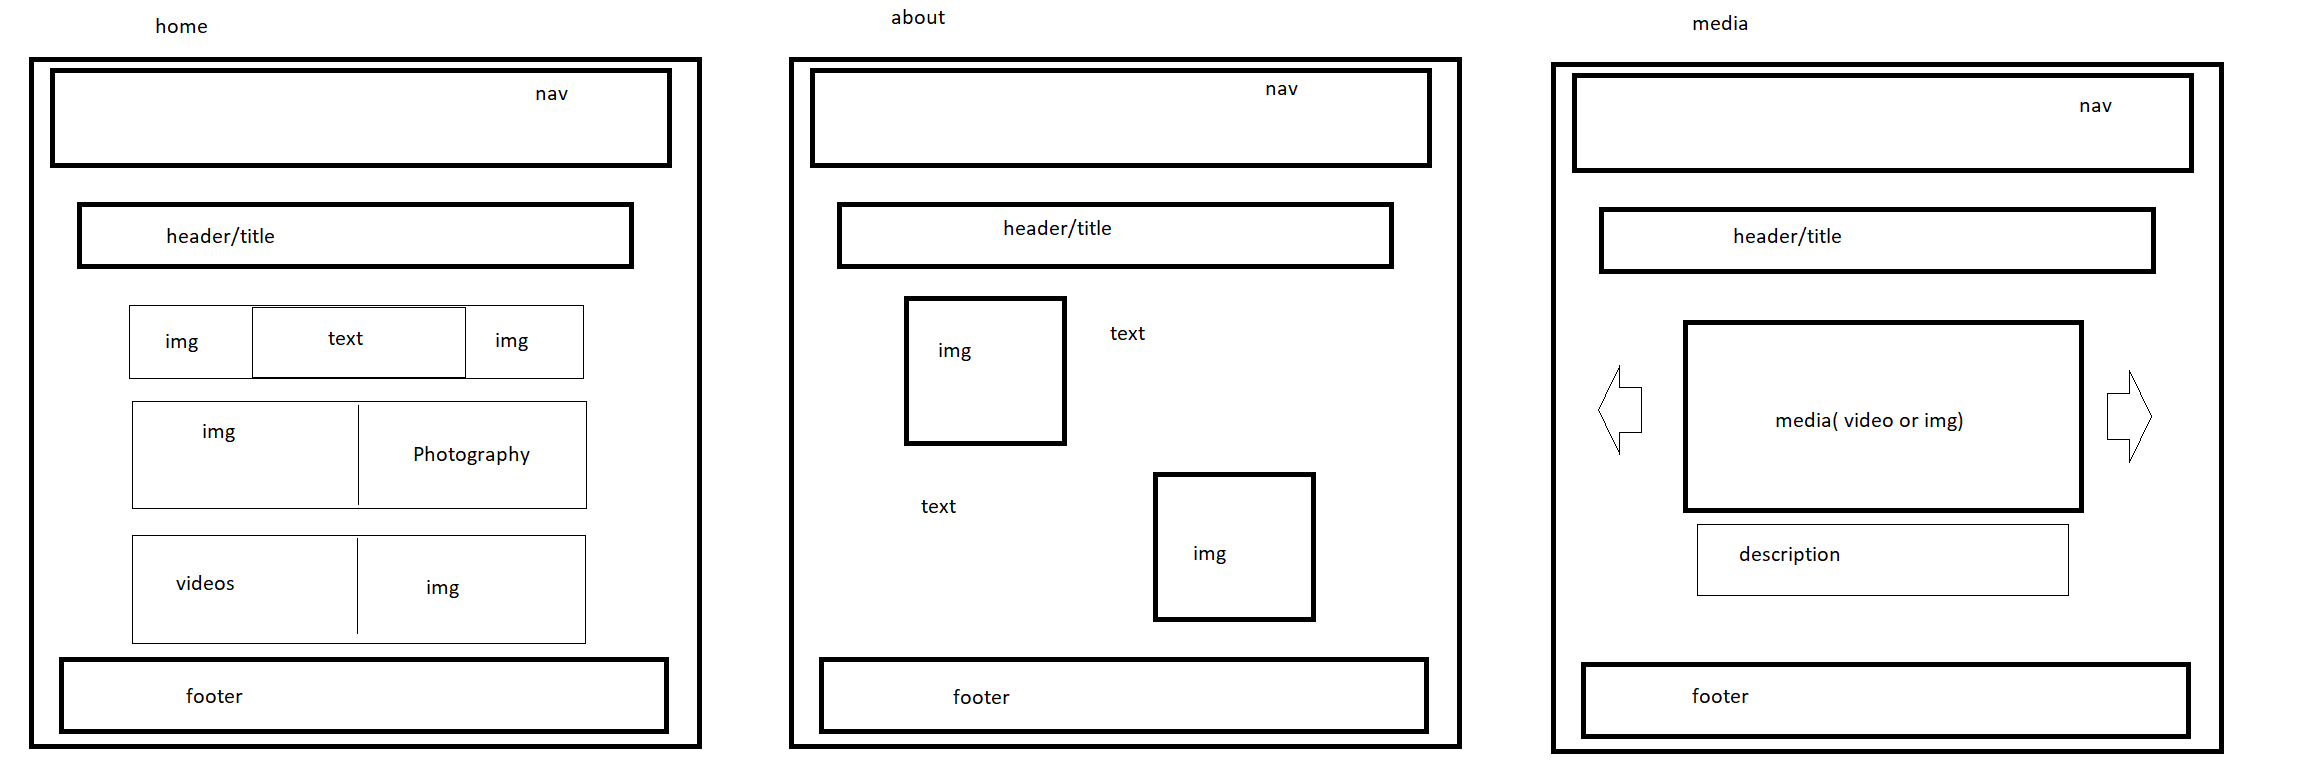 home
nav
header/title
img
text
img
img
Photography
videos
img
footer
about
nav
header/title
img
text
text
img
footer
media
nav
header/title
media( video or img)
description
footer